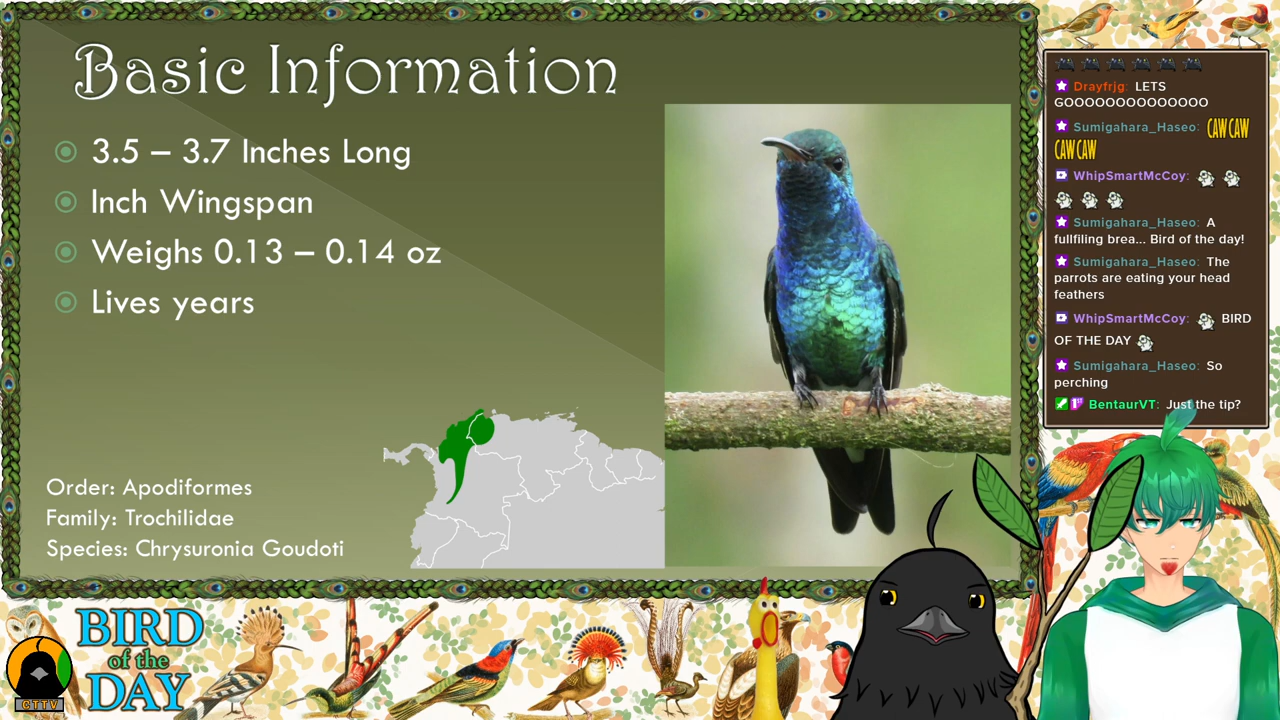 Basic Information
3.5 – 3.7 Inches Long
Inch Wingspan
Weighs 0.13 – 0.14 oz
Lives years
Order: Apodiformes
Family: Trochilidae
Species: Chrysuronia Goudoti
Drayfrjg: LETS
GOOOOOOOOOOOOOO
Sumigahara_Haseo: CAW CAW
CAW CAW
WhipSmartMcCoy:
Sumigahara_Haseo: A
fullfiling brea... Bird of the day!
Sumigahara_Haseo: The
parrots are eating your head
feathers
WhipSmartMcCoy: BIRD
OF THE DAY
Sumigahara_Haseo: So
perching
BentaurVT: Just the tip?
BIRD
of the
DAY
CTTV